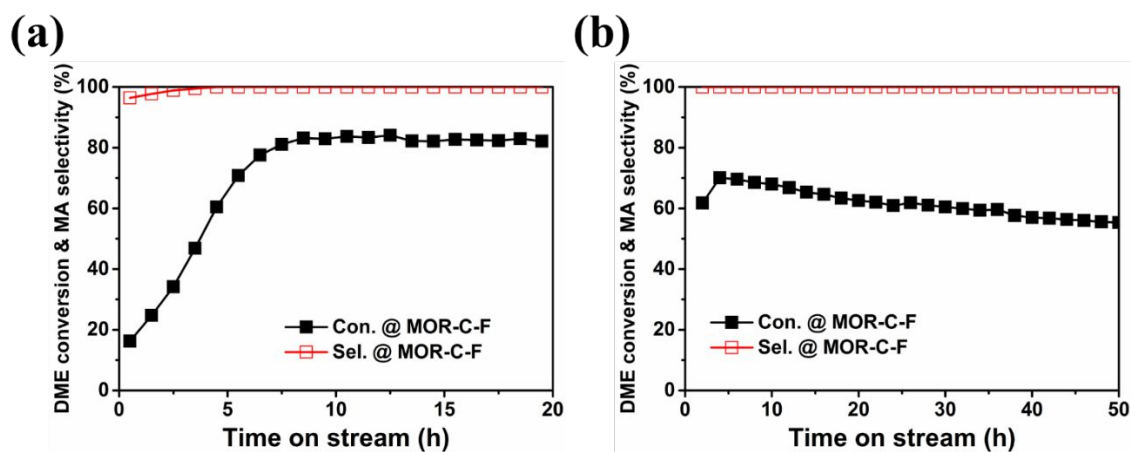 (a)
DME conversion & MA selectivity (%)
100
80
60
40
20
0
Con. @ MOR-C-F
Sel. @ MOR-C-F
0 5 10 15 20
Time on stream (h)
(b)
DME conversion & MA selectivity (%)
100
80
60
40
20
0
Con. @ MOR-C-F
Sel. @ MOR-C-F
0 10 20 30 40 50
Time on stream (h)